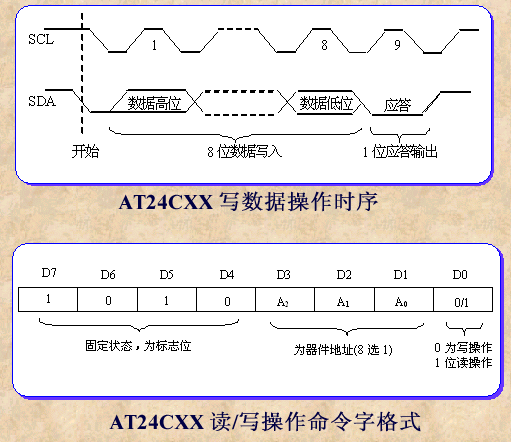 SCL
1
8
9
SDA
数据高位
数据低位
应答
开始
8位数据写入
1位应答输出
AT24CXX 写数据操作时序
D7 D6 D5 D4 D3 D2 D1 D0
1 0 1 0 A2 A1 A0 0/1
固定状态，为标志位
为器件地址(8选1)
0为写操作
1位读操作
AT24CXX 读/写操作命令字格式